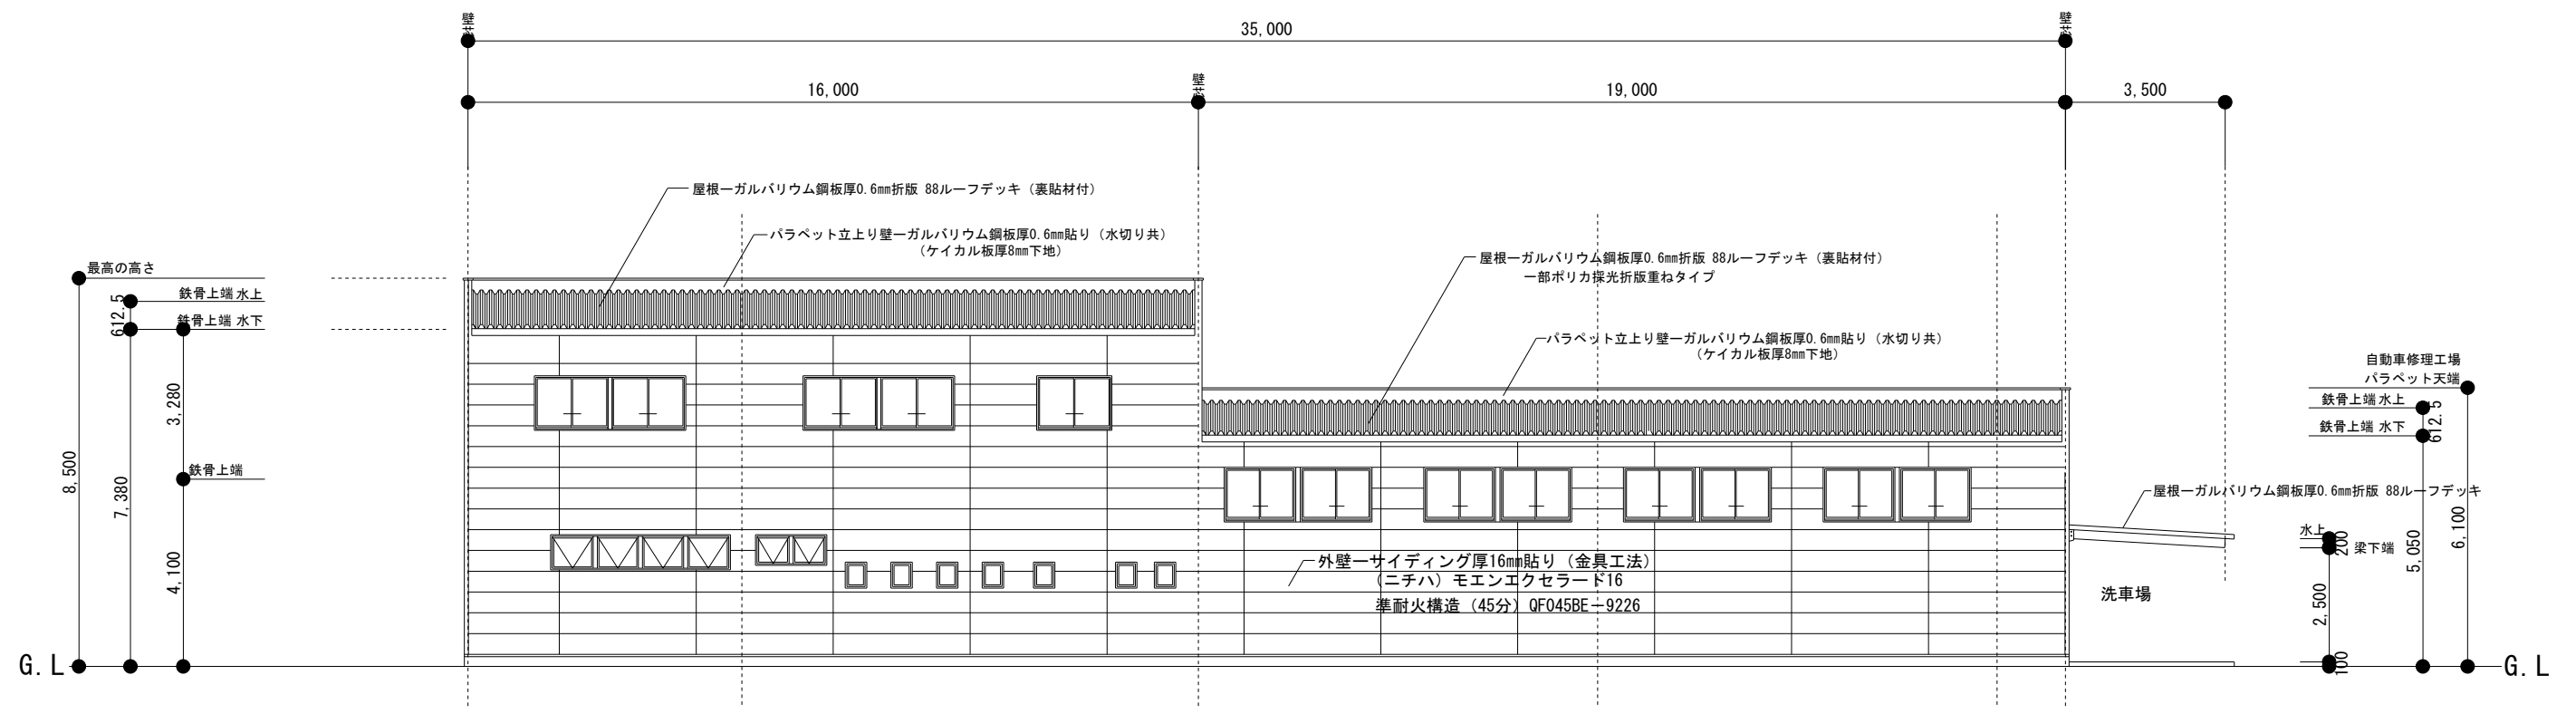 壁芯
壁芯
35,000
壁芯
16,000
19,000
3,500
屋根ーガルバリウム鋼板厚0.6㎜折版 88ルーフデッキ（裏貼材付）
パラペット立上り壁ーガルバリウム鋼板厚0.6㎜貼り（水切り共）
（ケイカル板厚8㎜下地）
屋根ーガルバリウム鋼板厚0.6㎜折版 88ルーフデッキ（裏貼材付）
一部ポリカ採光折版重ねタイプ
最高の高さ
鉄骨上端 水上
612.5
鉄骨上端 水下
パラペット立上り壁ーガルバリウム鋼板厚0.6㎜貼り（水切り共）
（ケイカル板厚8㎜下地）
自動車修理工場
パラペット天端
鉄骨上端 水上
612.5
鉄骨上端 水下
3,280
鉄骨上端
8,500
7,380
4,100
屋根ーガルバリウム鋼板厚0.6㎜折版 88ルーフデッキ
水上
200
梁下端
5,050
6,100
外壁ーサイディング厚16㎜貼り（金具工法）
（ニチハ）モエンエクセラード16
準耐火構造（45分）QF045BE－9226
洗車場
2,500
100
G.L
G.L